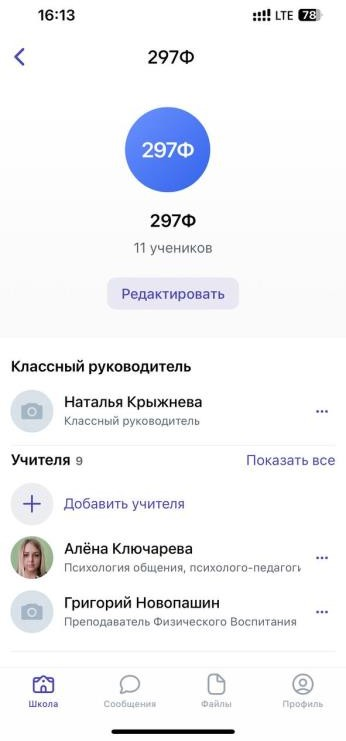 16:13
LTE 78
297Ф
297Ф
297Ф
11 учеников
Редактировать
Классный руководитель
Наталья Крыжнева
Классный руководитель
Учителя 9
Показать все
Добавить учителя
Алёна Ключарева
Психология общения, психолого-педагоги
Григорий Новопашин
Преподаватель Физического Воспитания
Школа
Сообщения
Файлы
Профиль